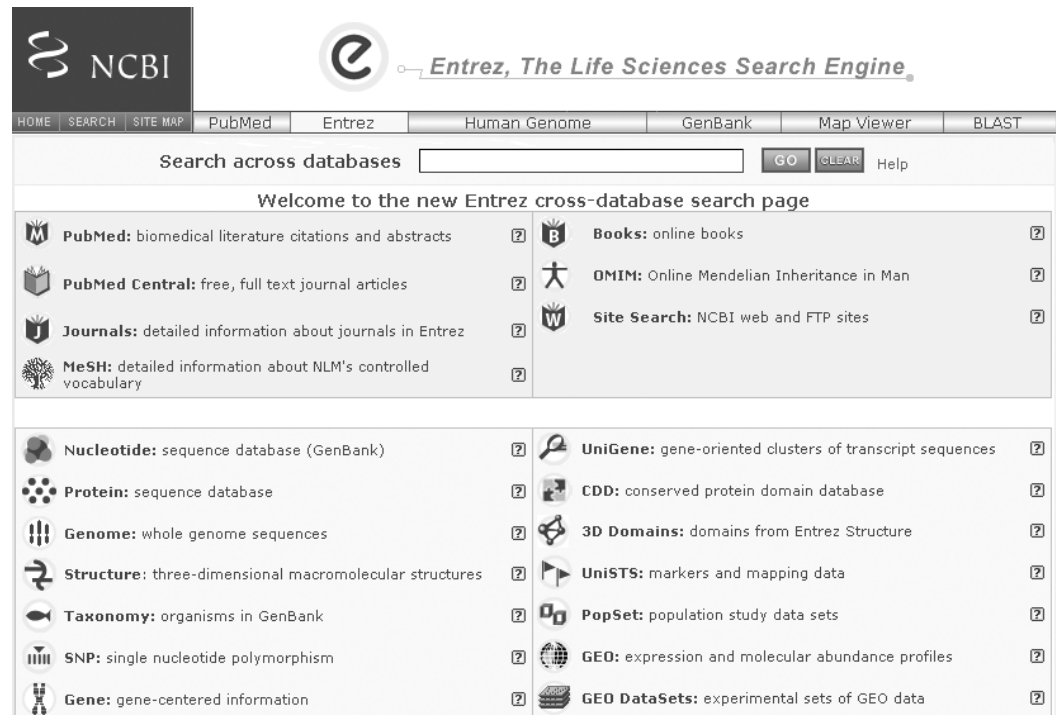 NCBI
e
Entrez, The Life Sciences Search Engine
HOME SEARCH SITE MAP PubMed Entrez Human Genome GenBank Map Viewer BLAST
Search across databases GO CLEAR Help
Welcome to the new Entrez cross-database search page
M PubMed: biomedical literature citations and abstracts ?
PubMed Central: free, full text journal articles ?
J Journals: detailed information about journals in Entrez ?
MeSH: detailed information about NLM's controlled
vocabulary ?
B Books: online books ?
OMIM: Online Mendelian Inheritance in Man ?
W Site Search: NCBI web and FTP sites ?
Nucleotide: sequence database (GenBank) ?
Protein: sequence database ?
Genome: whole genome sequences ?
Structure: three-dimensional macromolecular structures ?
Taxonomy: organisms in GenBank ?
SNP: single nucleotide polymorphism ?
Gene: gene-centered information ?
UniGene: gene-oriented clusters of transcript sequences ?
CDD: conserved protein domain database ?
3D Domains: domains from Entrez Structure ?
UniSTS: markers and mapping data ?
PopSet: population study data sets ?
GEO: expression and molecular abundance profiles ?
GEO DataSets: experimental sets of GEO data ?